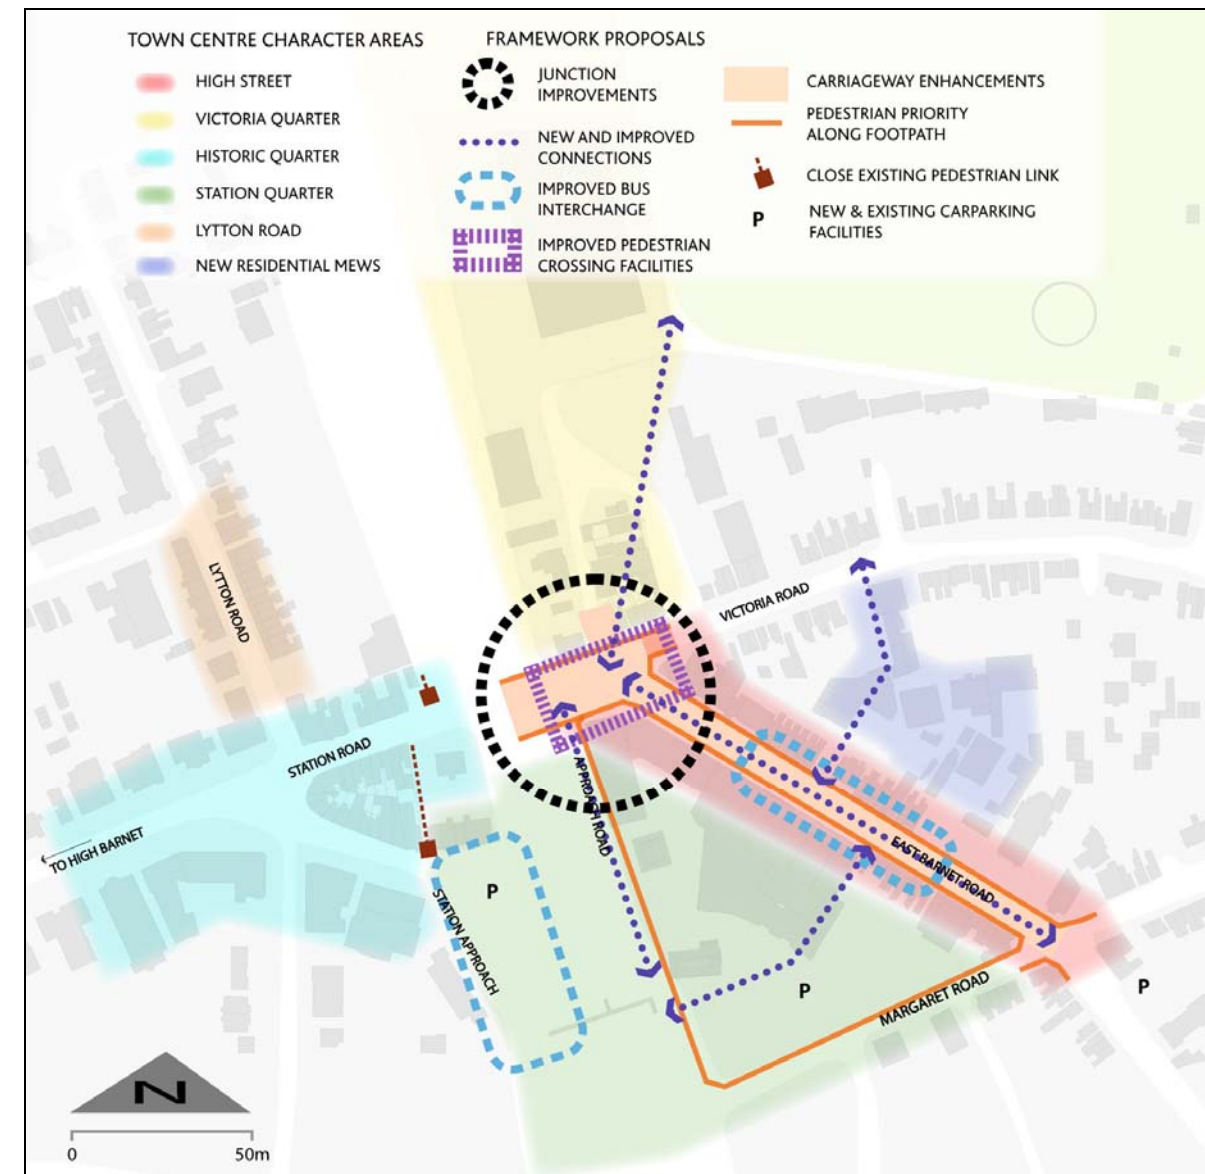 TOWN CENTRE CHARACTER AREAS
HIGH STREET
VICTORIA QUARTER
HISTORIC QUARTER
STATION QUARTER
LYTTON ROAD
NEW RESIDENTIAL MEWS
FRAMEWORK PROPOSALS
JUNCTION
IMPROVEMENTS
NEW AND IMPROVED
CONNECTIONS
IMPROVED BUS
INTERCHANGE
IMPROVED PEDESTRIAN
CROSSING FACILITIES
CARRIAGEWAY ENHANCEMENTS
PEDESTRIAN PRIORITY
ALONG FOOTPATH
CLOSE EXISTING PEDESTRIAN LINK
P
NEW & EXISTING CARPARKING
FACILITIES
LYTTON ROAD
VICTORIA ROAD
STATION ROAD
TO HIGH BARNET
APPROACH ROAD
EAST BARNET ROAD
STATION APPROACH
P
P
MARGARET ROAD
P
N
0
50m